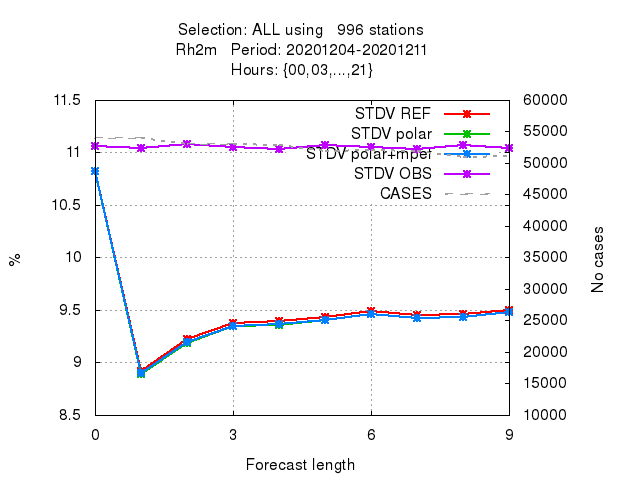 Selection: ALL using   996 stations
Rh2m   Period: 20201204-20201211
Hours: {00,03,...,21}
11.5
11
10.5
10
9.5
9
8.5
%
60000
55000
50000
45000
40000
35000
30000
25000
20000
15000
10000
No cases
STDV REF
STDV polar
STDV polar+mpef
STDV OBS
CASES
0
3
6
9
Forecast length